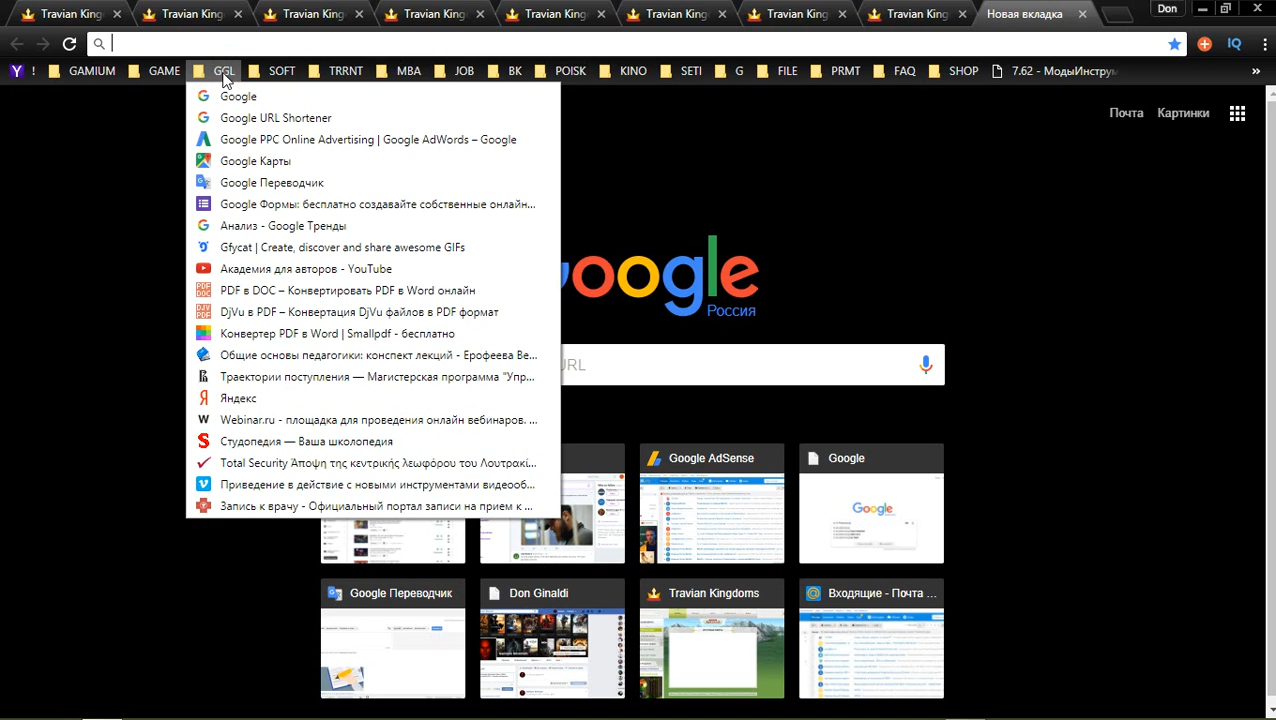 Travian King
Travian King
Travian King
Travian King
Travian King
Travian King
Travian King
Travian King
Новая вкладка
Don
Y ! GAMIUM GAME GGL SOFT TRRNT MBA JOB BK POISK KINO SETI G FILE PRMT FAQ SHOP 7.62 - МодыИнструм
IQ
Почта Картинки
Google
Google URL Shortener
Google PPC Online Advertising | Google AdWords – Google
Google Карты
Google Переводчик
Google Формы: бесплатно создавайте собственные онлайн...
Анализ - Google Тренды
Gfycat | Create, discover and share awesome GIFs
Академия для авторов - YouTube
PDF в DOC – Конвертировать PDF в Word онлайн
DjVu в PDF – Конвертация DjVu файлов в PDF формат
Конвертер PDF в Word | Smallpdf - бесплатно
Общие основы педагогики: конспект лекций - Ерофеева Ве...
Траектории поступления — Магистерская программа "Упр...
Яндекс
Webinar.ru - площадка для проведения онлайн вебинаров. ...
Студопедия — Ваша школопедия
Total Security Άποψη της κεντρικής λεωφόρου του Λουτρακί...
Приведение в действие с новыми инструментами видеооб...
Запись к врачу - Официальный портал записи на прием к ...
oogle
Россия
URL
Google AdSense
Google
Google Переводчик
Don Ginaldi
Travian Kingdoms
Входящие - Почта ...